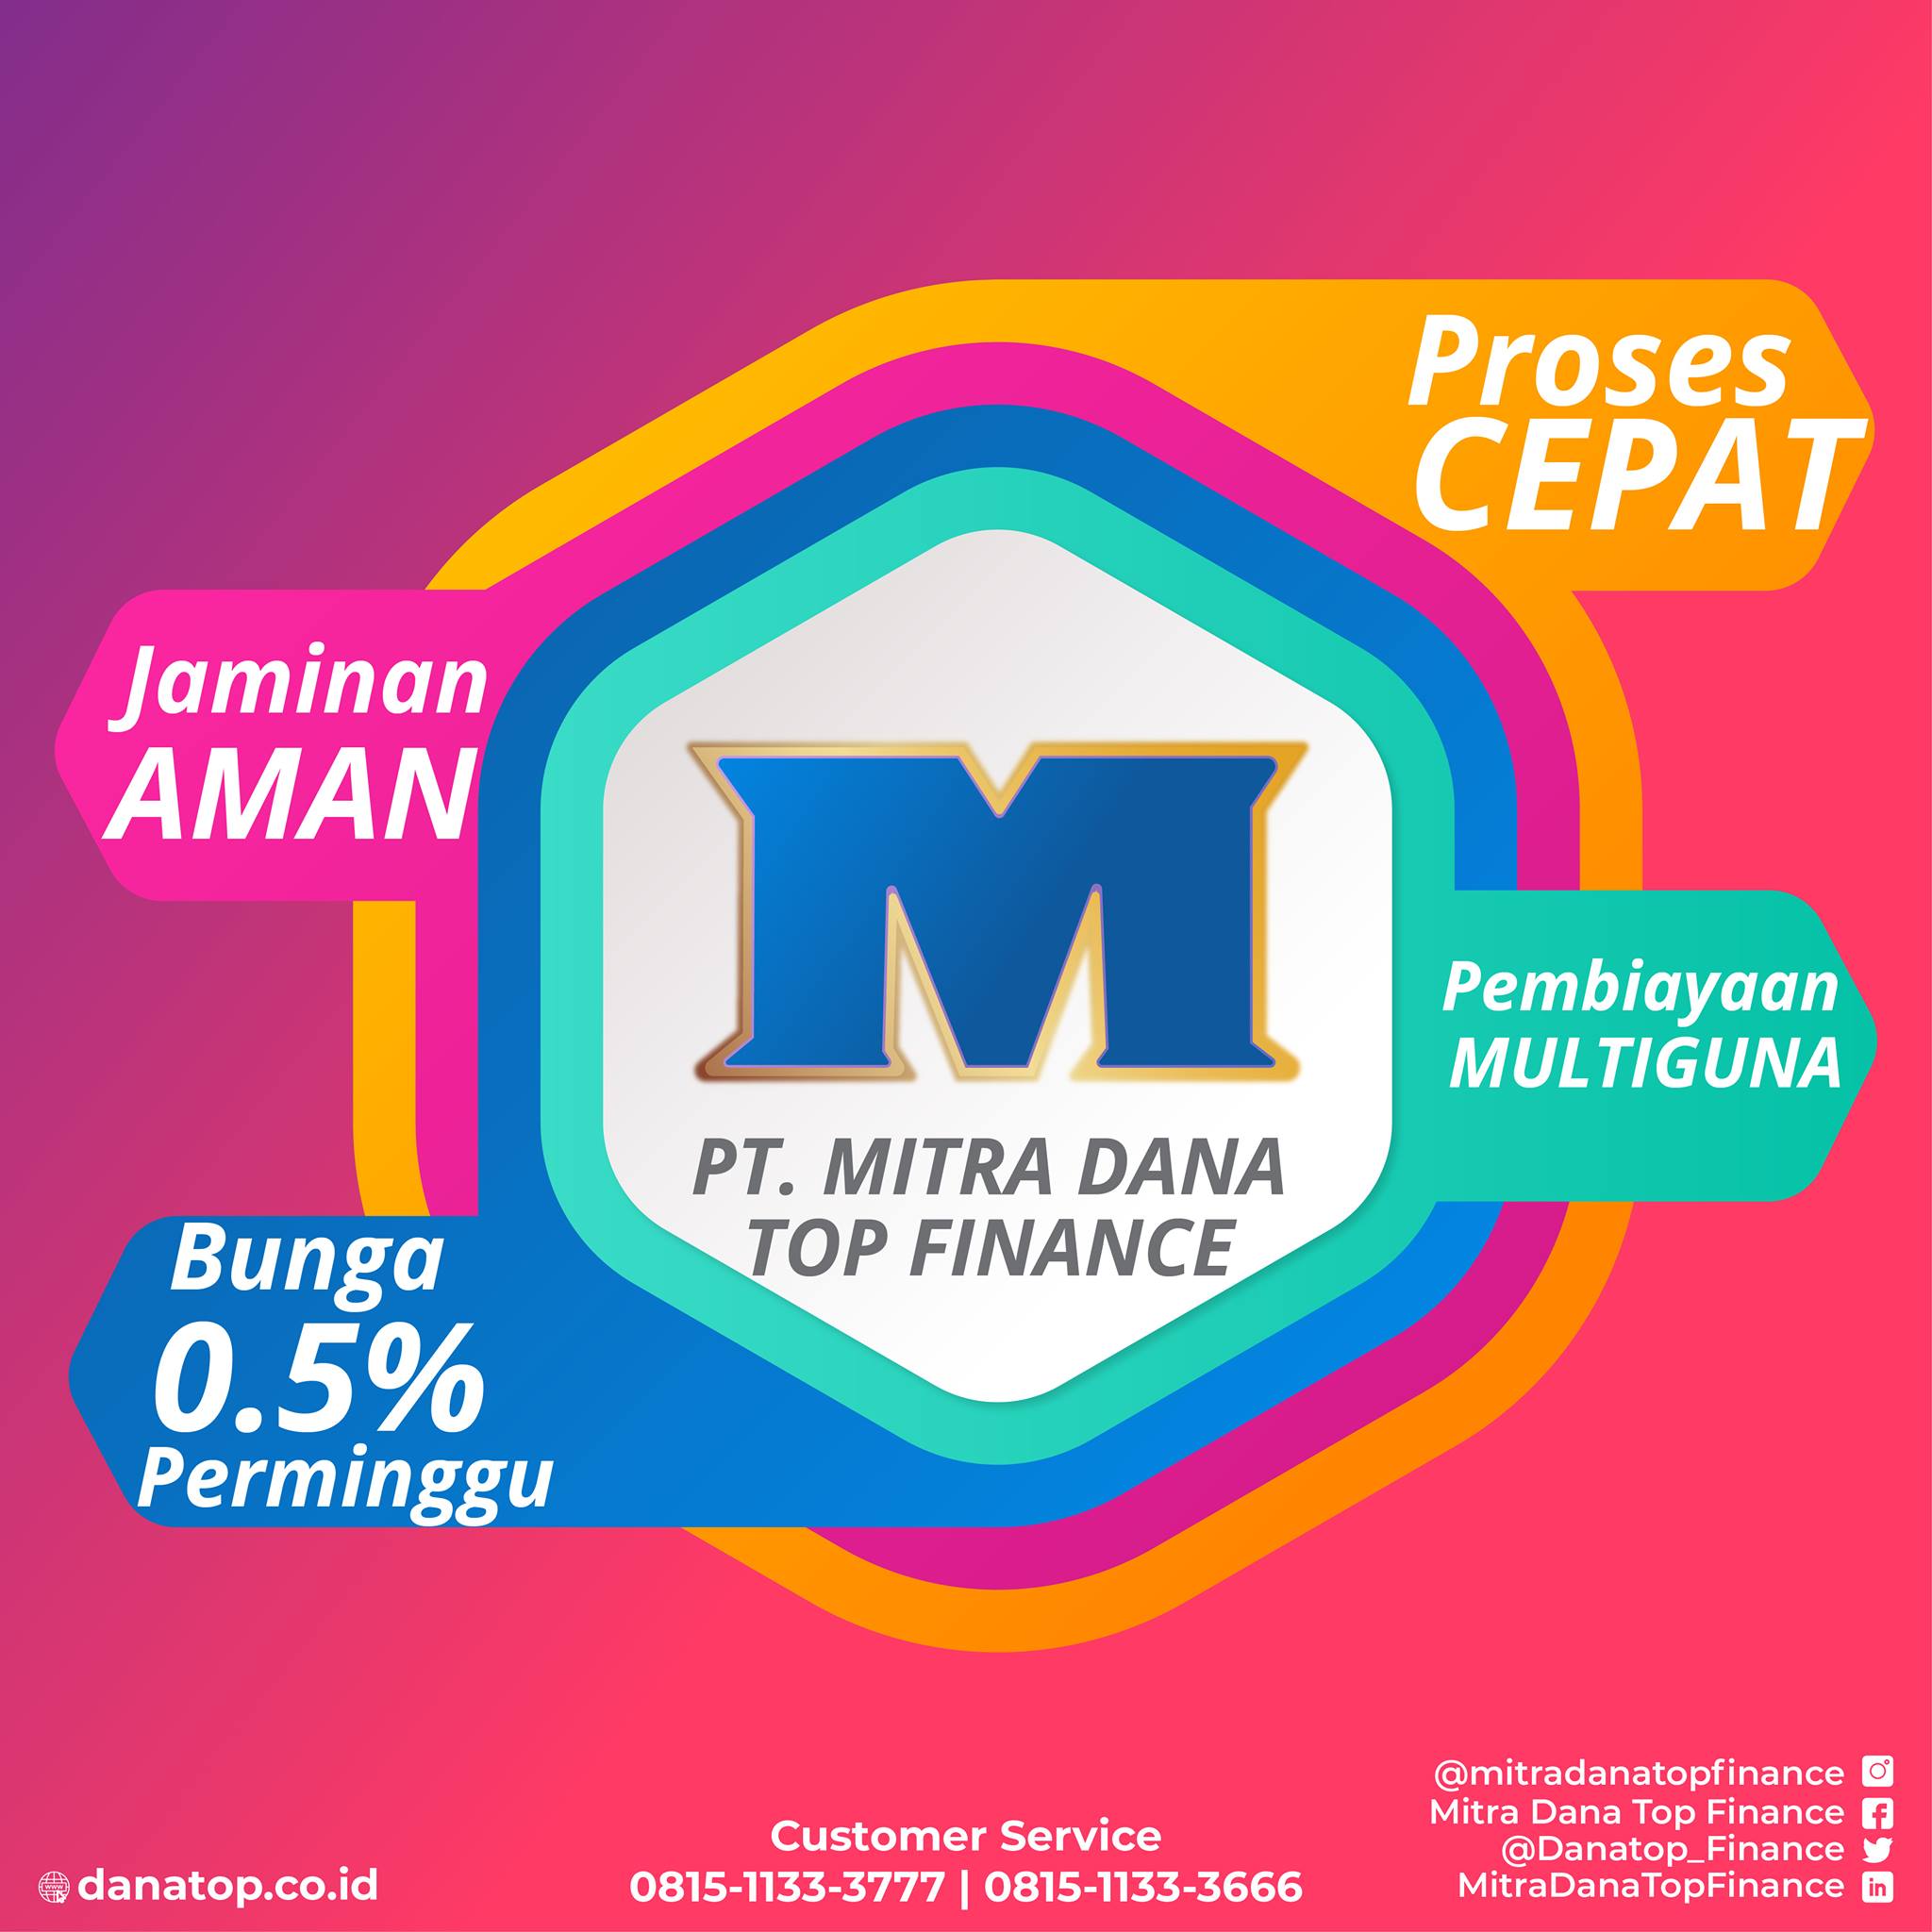 Proses
CEPAT
Jaminan
AMAN
Pembiayaan
MULTIGUNA
M
PT. MITRA DANA
TOP FINANCE
Bunga
0.5%
Perminggu
@mitradanatopfinance
Mitra Dana Top Finance
@Danatop_Finance
MitraDanaTopFinance
Customer Service
0815-1133-3777 | 0815-1133-3666
danatop.co.id